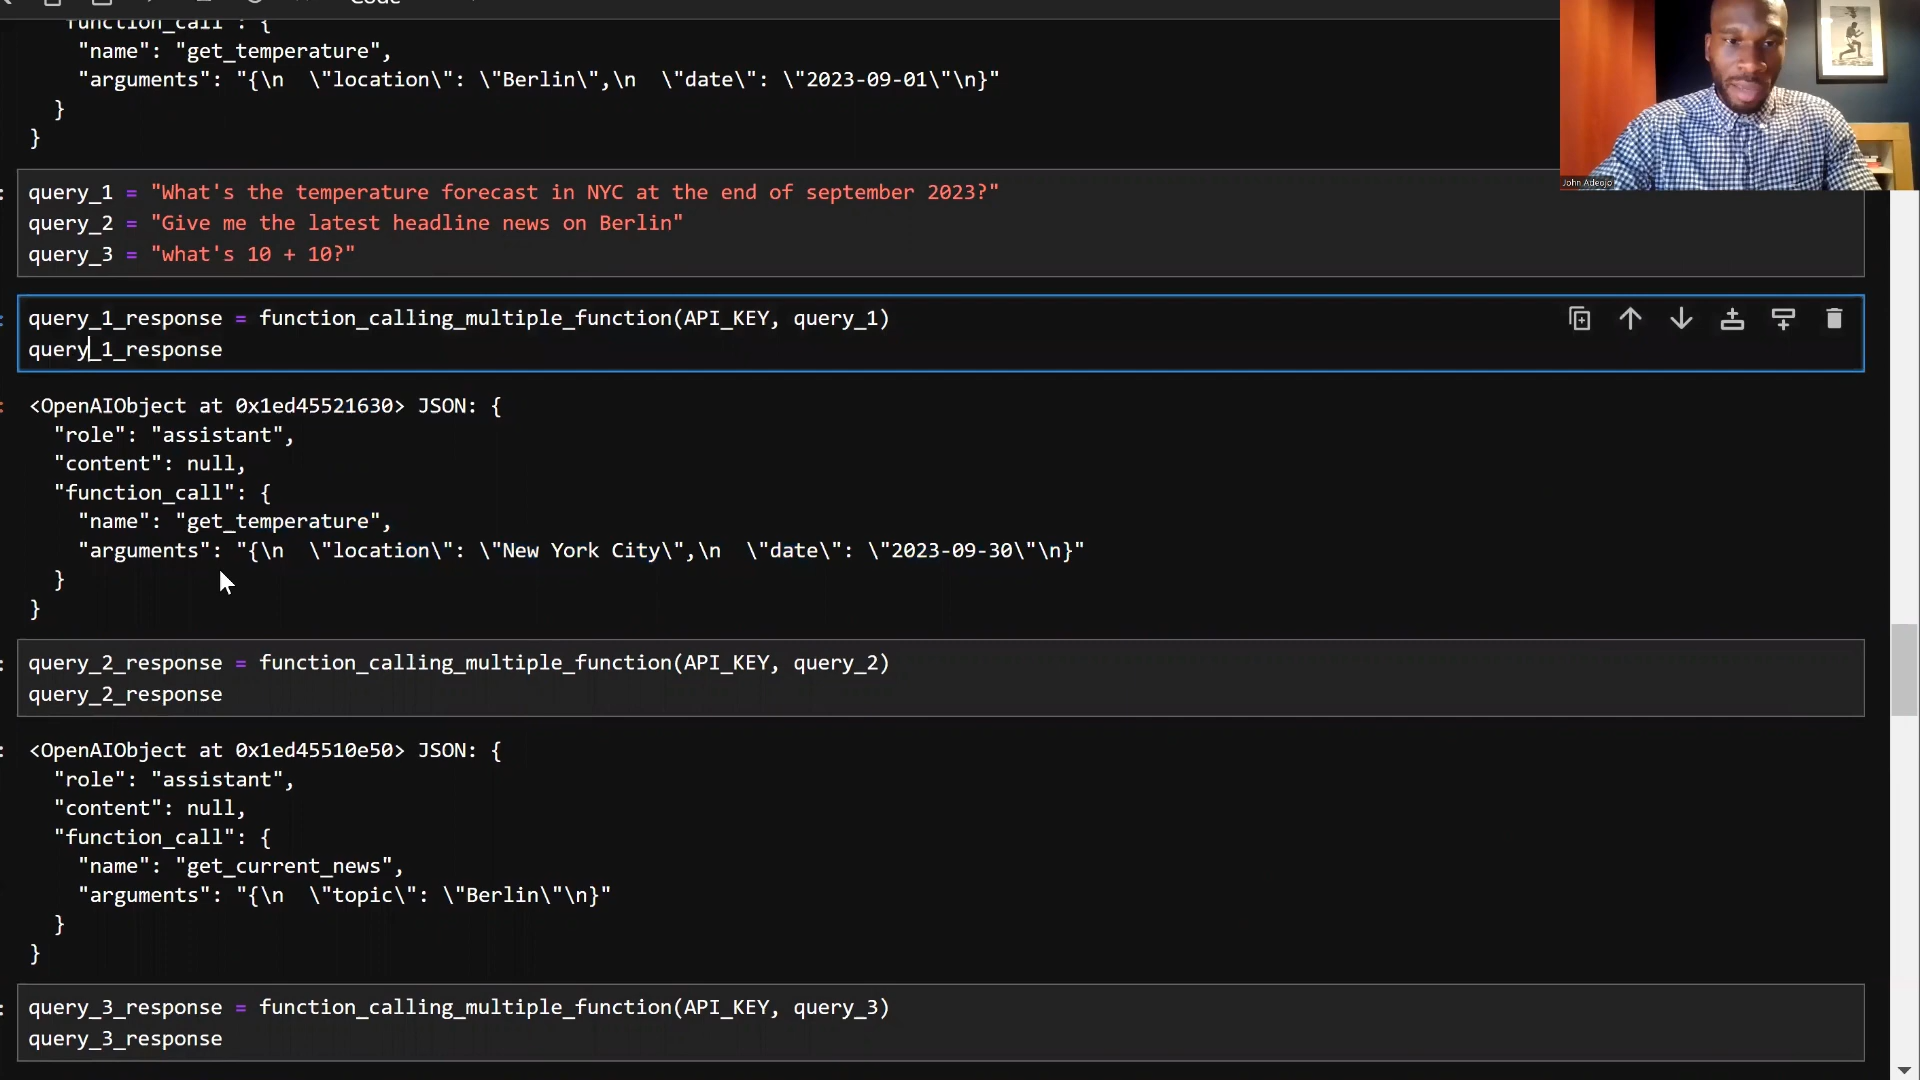 Code
function_call": {
"name": "get_temperature",
"arguments": "{\n  \"location\": \"Berlin\",\n  \"date\": \"2023-09-01\"\n}"
}
}
query_1 = "What's the temperature forecast in NYC at the end of september 2023?"
query_2 = "Give me the latest headline news on Berlin"
query_3 = "what's 10 + 10?"
query_1_response = function_calling_multiple_function(API_KEY, query_1)
query_1_response
<OpenAIObject at 0x1ed45521630> JSON: {
"role": "assistant",
"content": null,
"function_call": {
"name": "get_temperature",
"arguments": "{\n  \"location\": \"New York City\",\n  \"date\": \"2023-09-30\"\n}"
}
}
query_2_response = function_calling_multiple_function(API_KEY, query_2)
query_2_response
<OpenAIObject at 0x1ed45510e50> JSON: {
"role": "assistant",
"content": null,
"function_call": {
"name": "get_current_news",
"arguments": "{\n  \"topic\": \"Berlin\"\n}"
}
}
query_3_response = function_calling_multiple_function(API_KEY, query_3)
query_3_response
John Adeojo